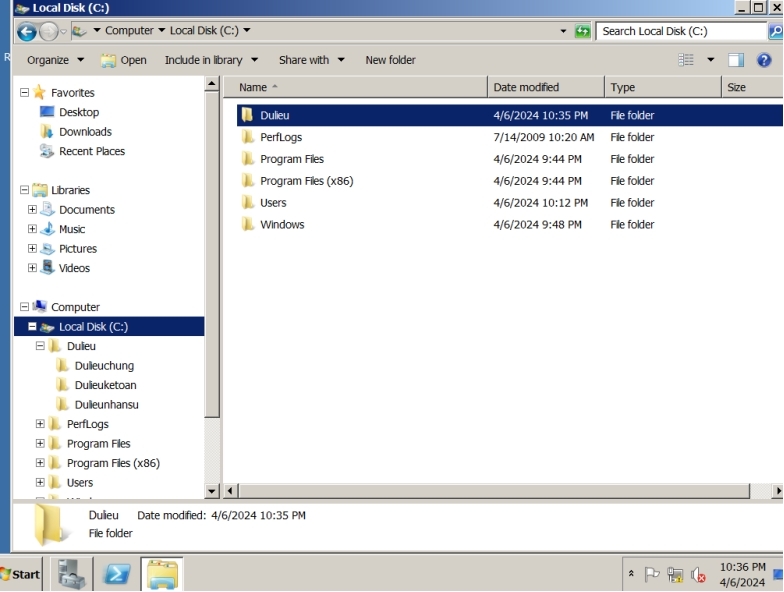 Local Disk (C:)
Computer Local Disk (C:)
Search Local Disk (C:)
Organize Open Include in library Share with New folder
Favorites
Desktop
Downloads
Recent Places
Libraries
Documents
Music
Pictures
Videos
Computer
Local Disk (C:)
Dulieu
Dulieuchung
Dulieuketoan
Dulieunhansu
PerfLogs
Program Files
Program Files (x86)
Users
Name Date modified Type Size
Dulieu 4/6/2024 10:35 PM File folder
PerfLogs 7/14/2009 10:20 AM File folder
Program Files 4/6/2024 9:44 PM File folder
Program Files (x86) 4/6/2024 9:44 PM File folder
Users 4/6/2024 10:12 PM File folder
Windows 4/6/2024 9:48 PM File folder
Dulieu Date modified: 4/6/2024 10:35 PM
File folder
Start
10:36 PM
4/6/2024